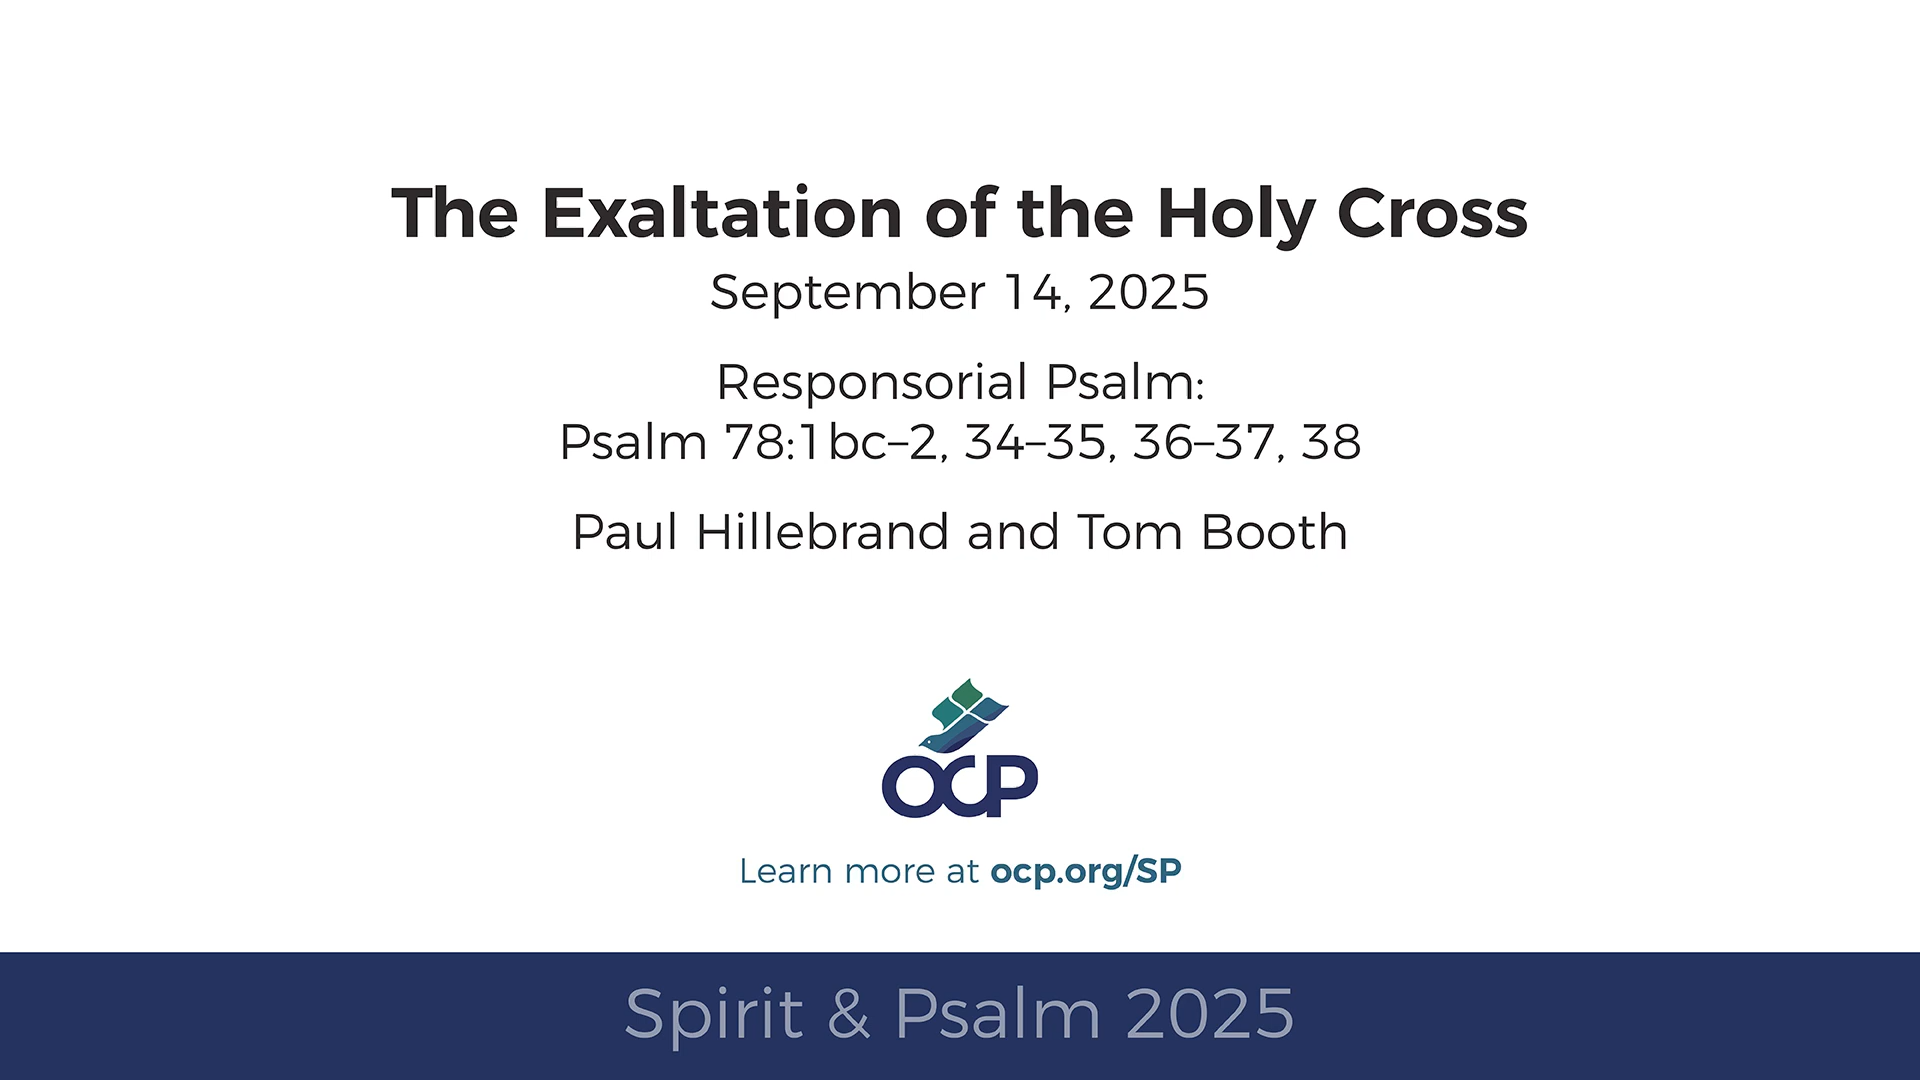 The Exaltation of the Holy Cross
September 14, 2025
Responsorial Psalm:
Psalm 78:1bc–2, 34–35, 36–37, 38
Paul Hillebrand and Tom Booth
OCP
Learn more at ocp.org/SP
Spirit & Psalm 2025